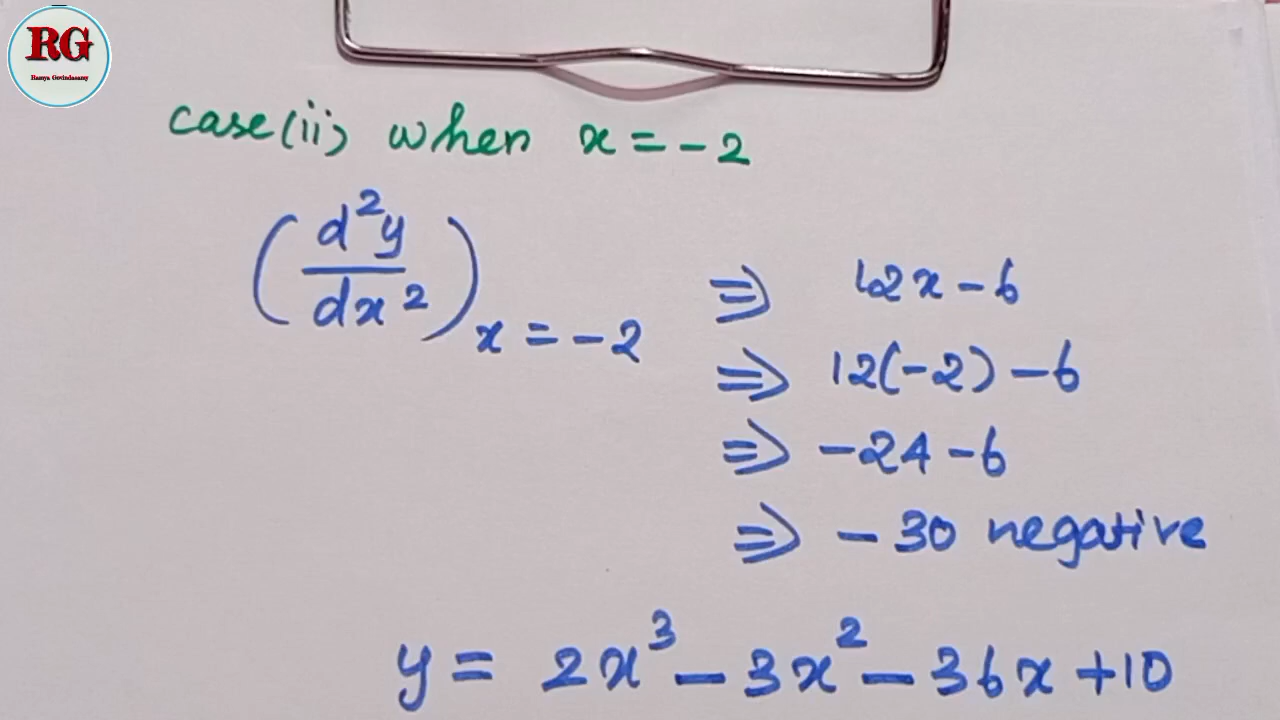 RG
Ramya Govindasamy
case(ii) when x = -2
(d²y/dx²) x = -2 ⇒ 12x - 6
⇒ 12(-2) - 6
⇒ -24 - 6
⇒ - 30 negative
y = 2x³ - 3x² - 36x + 10